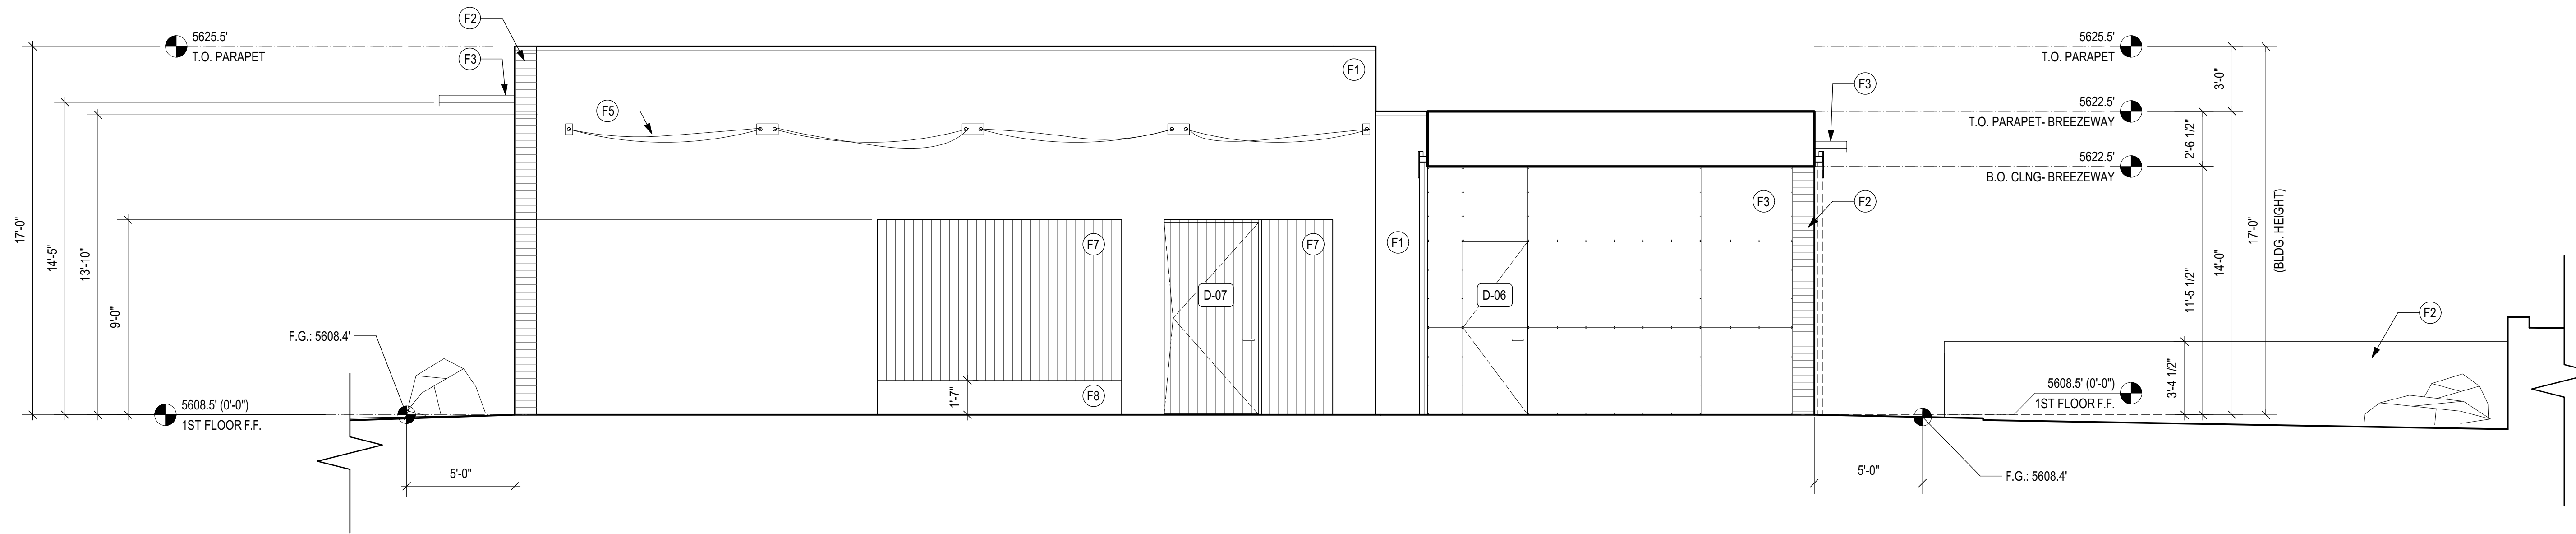 F2
5625.5'
T.O. PARAPET
F3
F1
F5
17'-0"
14'-5"
13'-10"
9'-0"
F.G.: 5608.4'
5608.5' (0'-0")
1ST FLOOR F.F.
5'-0"
F7
F8
1'-7"
D-07
F7
F1
D-06
F3
F2
F3
5625.5'
T.O. PARAPET
5622.5'
T.O. PARAPET- BREEZEWAY
5622.5'
B.O. CLNG- BREEZEWAY
3'-0"
2'-6 1/2"
11'-5 1/2"
14'-0"
17'-0"
(BLDG. HEIGHT)
F2
3'-4 1/2"
5608.5' (0'-0")
1ST FLOOR F.F.
5'-0"
F.G.: 5608.4'